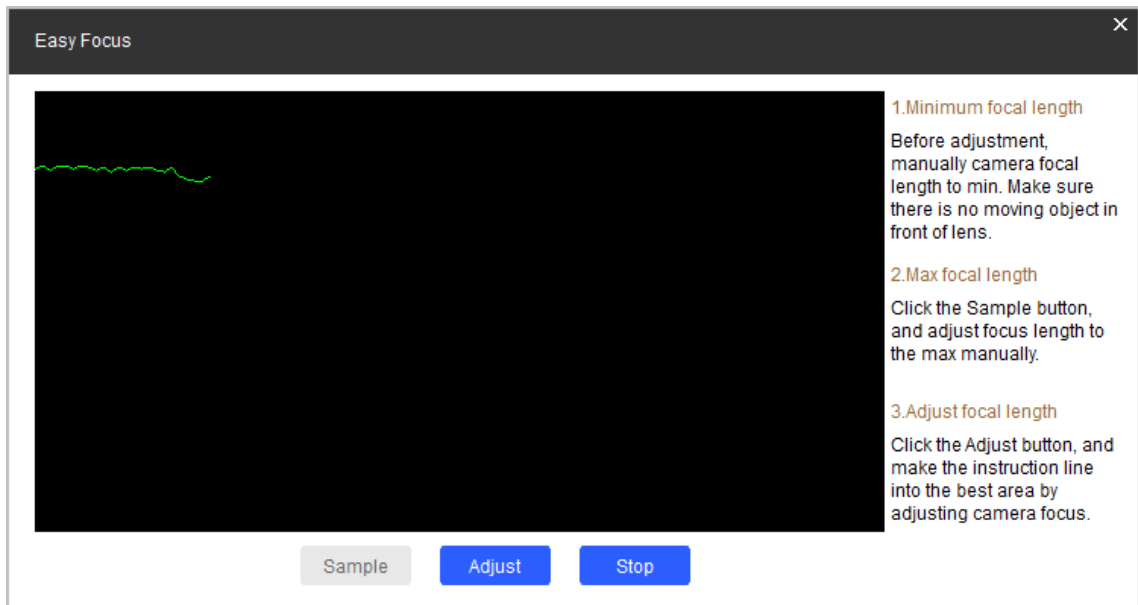 Easy Focus
1.Minimum focal length
Before adjustment,
manually camera focal
length to min. Make sure
there is no moving object in
front of lens.
2.Max focal length
Click the Sample button,
and adjust focus length to
the max manually.
3.Adjust focal length
Click the Adjust button, and
make the instruction line
into the best area by
adjusting camera focus.
Sample Adjust Stop